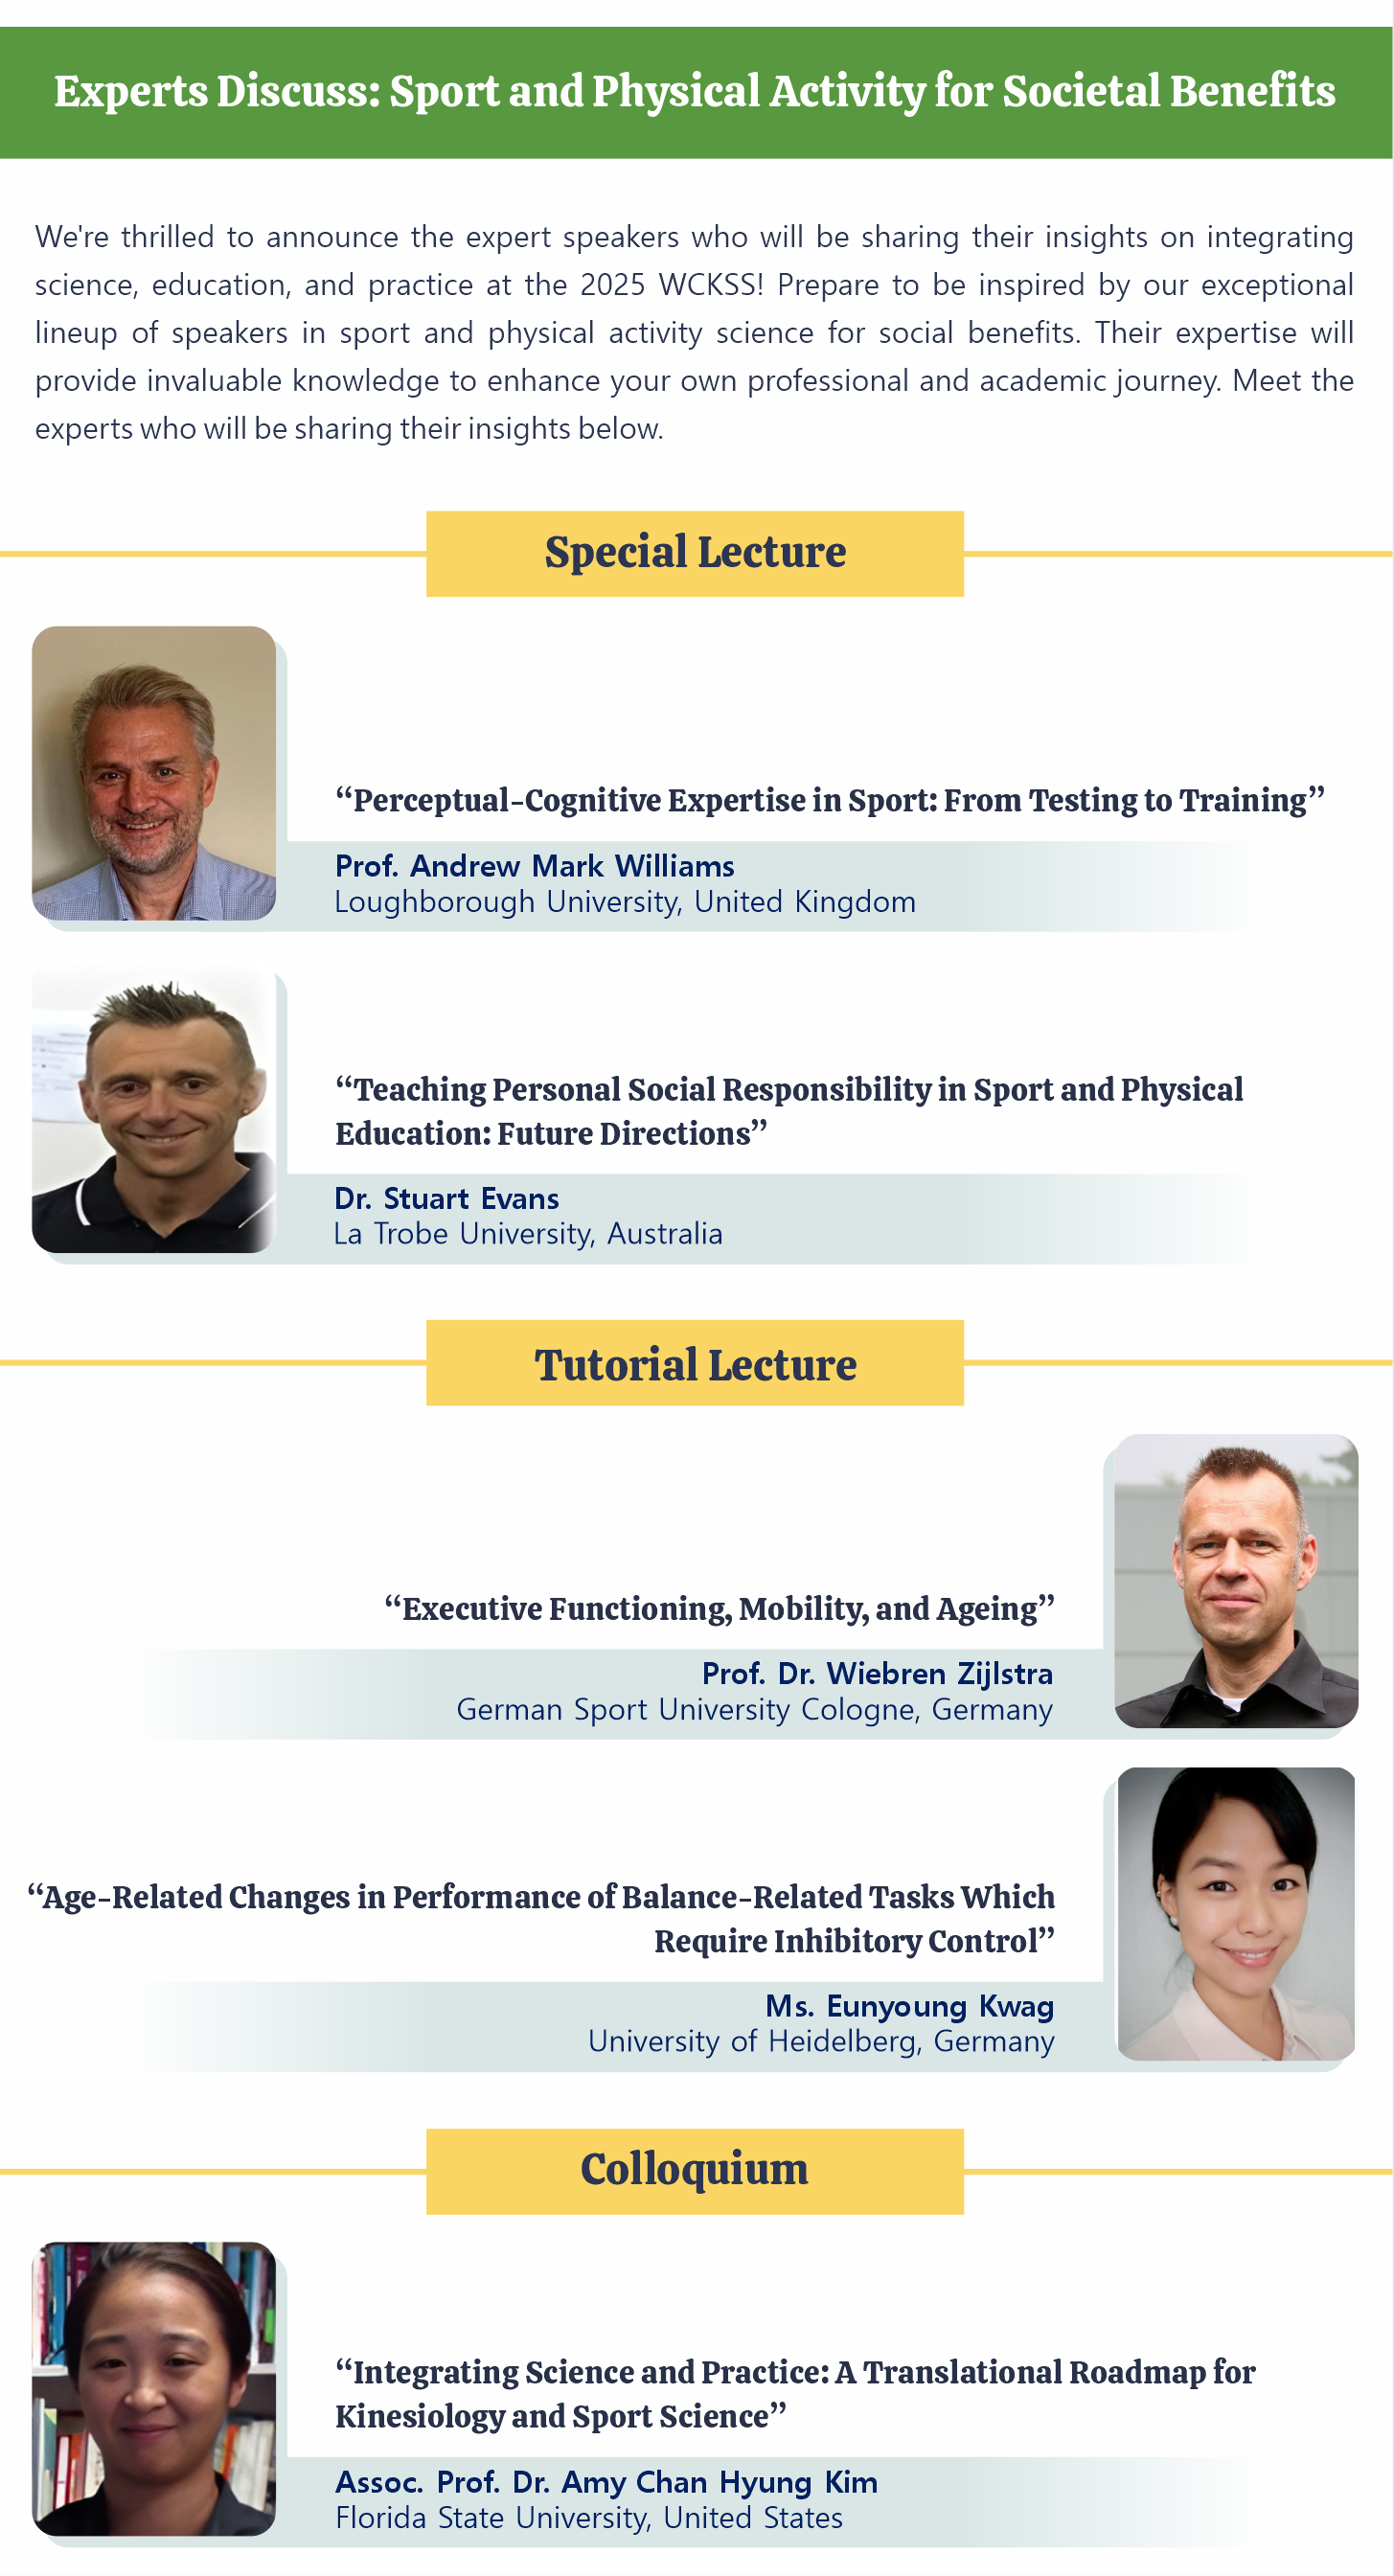 Experts Discuss: Sport and Physical Activity for Societal Benefits
We're thrilled to announce the expert speakers who will be sharing their insights on integrating
science, education, and practice at the 2025 WCKSS! Prepare to be inspired by our exceptional
lineup of speakers in sport and physical activity science for social benefits. Their expertise will
provide invaluable knowledge to enhance your own professional and academic journey. Meet the
experts who will be sharing their insights below.
Special Lecture
“Perceptual-Cognitive Expertise in Sport: From Testing to Training”
Prof. Andrew Mark Williams
Loughborough University, United Kingdom
“Teaching Personal Social Responsibility in Sport and Physical
Education: Future Directions”
Dr. Stuart Evans
La Trobe University, Australia
Tutorial Lecture
“Executive Functioning, Mobility, and Ageing”
Prof. Dr. Wiebren Zijlstra
German Sport University Cologne, Germany
“Age-Related Changes in Performance of Balance-Related Tasks Which
Require Inhibitory Control”
Ms. Eunyoung Kwag
University of Heidelberg, Germany
Colloquium
“Integrating Science and Practice: A Translational Roadmap for
Kinesiology and Sport Science”
Assoc. Prof. Dr. Amy Chan Hyung Kim
Florida State University, United States